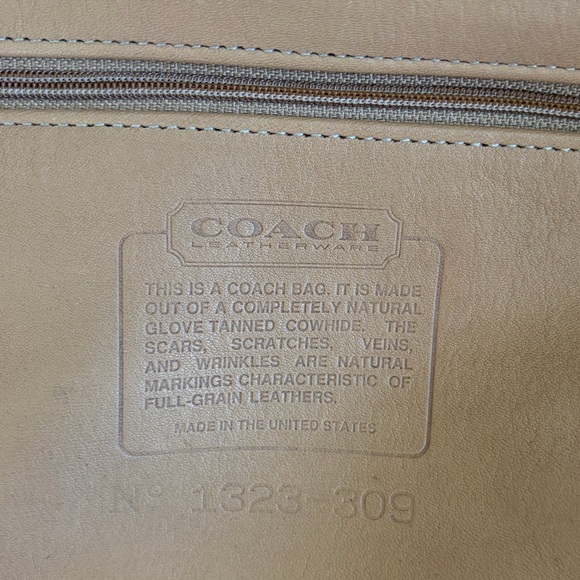 COACH
LEATHERWARE
THIS IS A COACH BAG. IT IS MADE
OUT OF A COMPLETELY NATURAL
GLOVE TANNED COWHIDE. THE
SCARS, SCRATCHES, VEINS,
AND WRINKLES ARE NATURAL
MARKINGS CHARACTERISTIC OF
FULL-GRAIN LEATHERS.
MADE IN THE UNITED STATES
Nº 1323-309